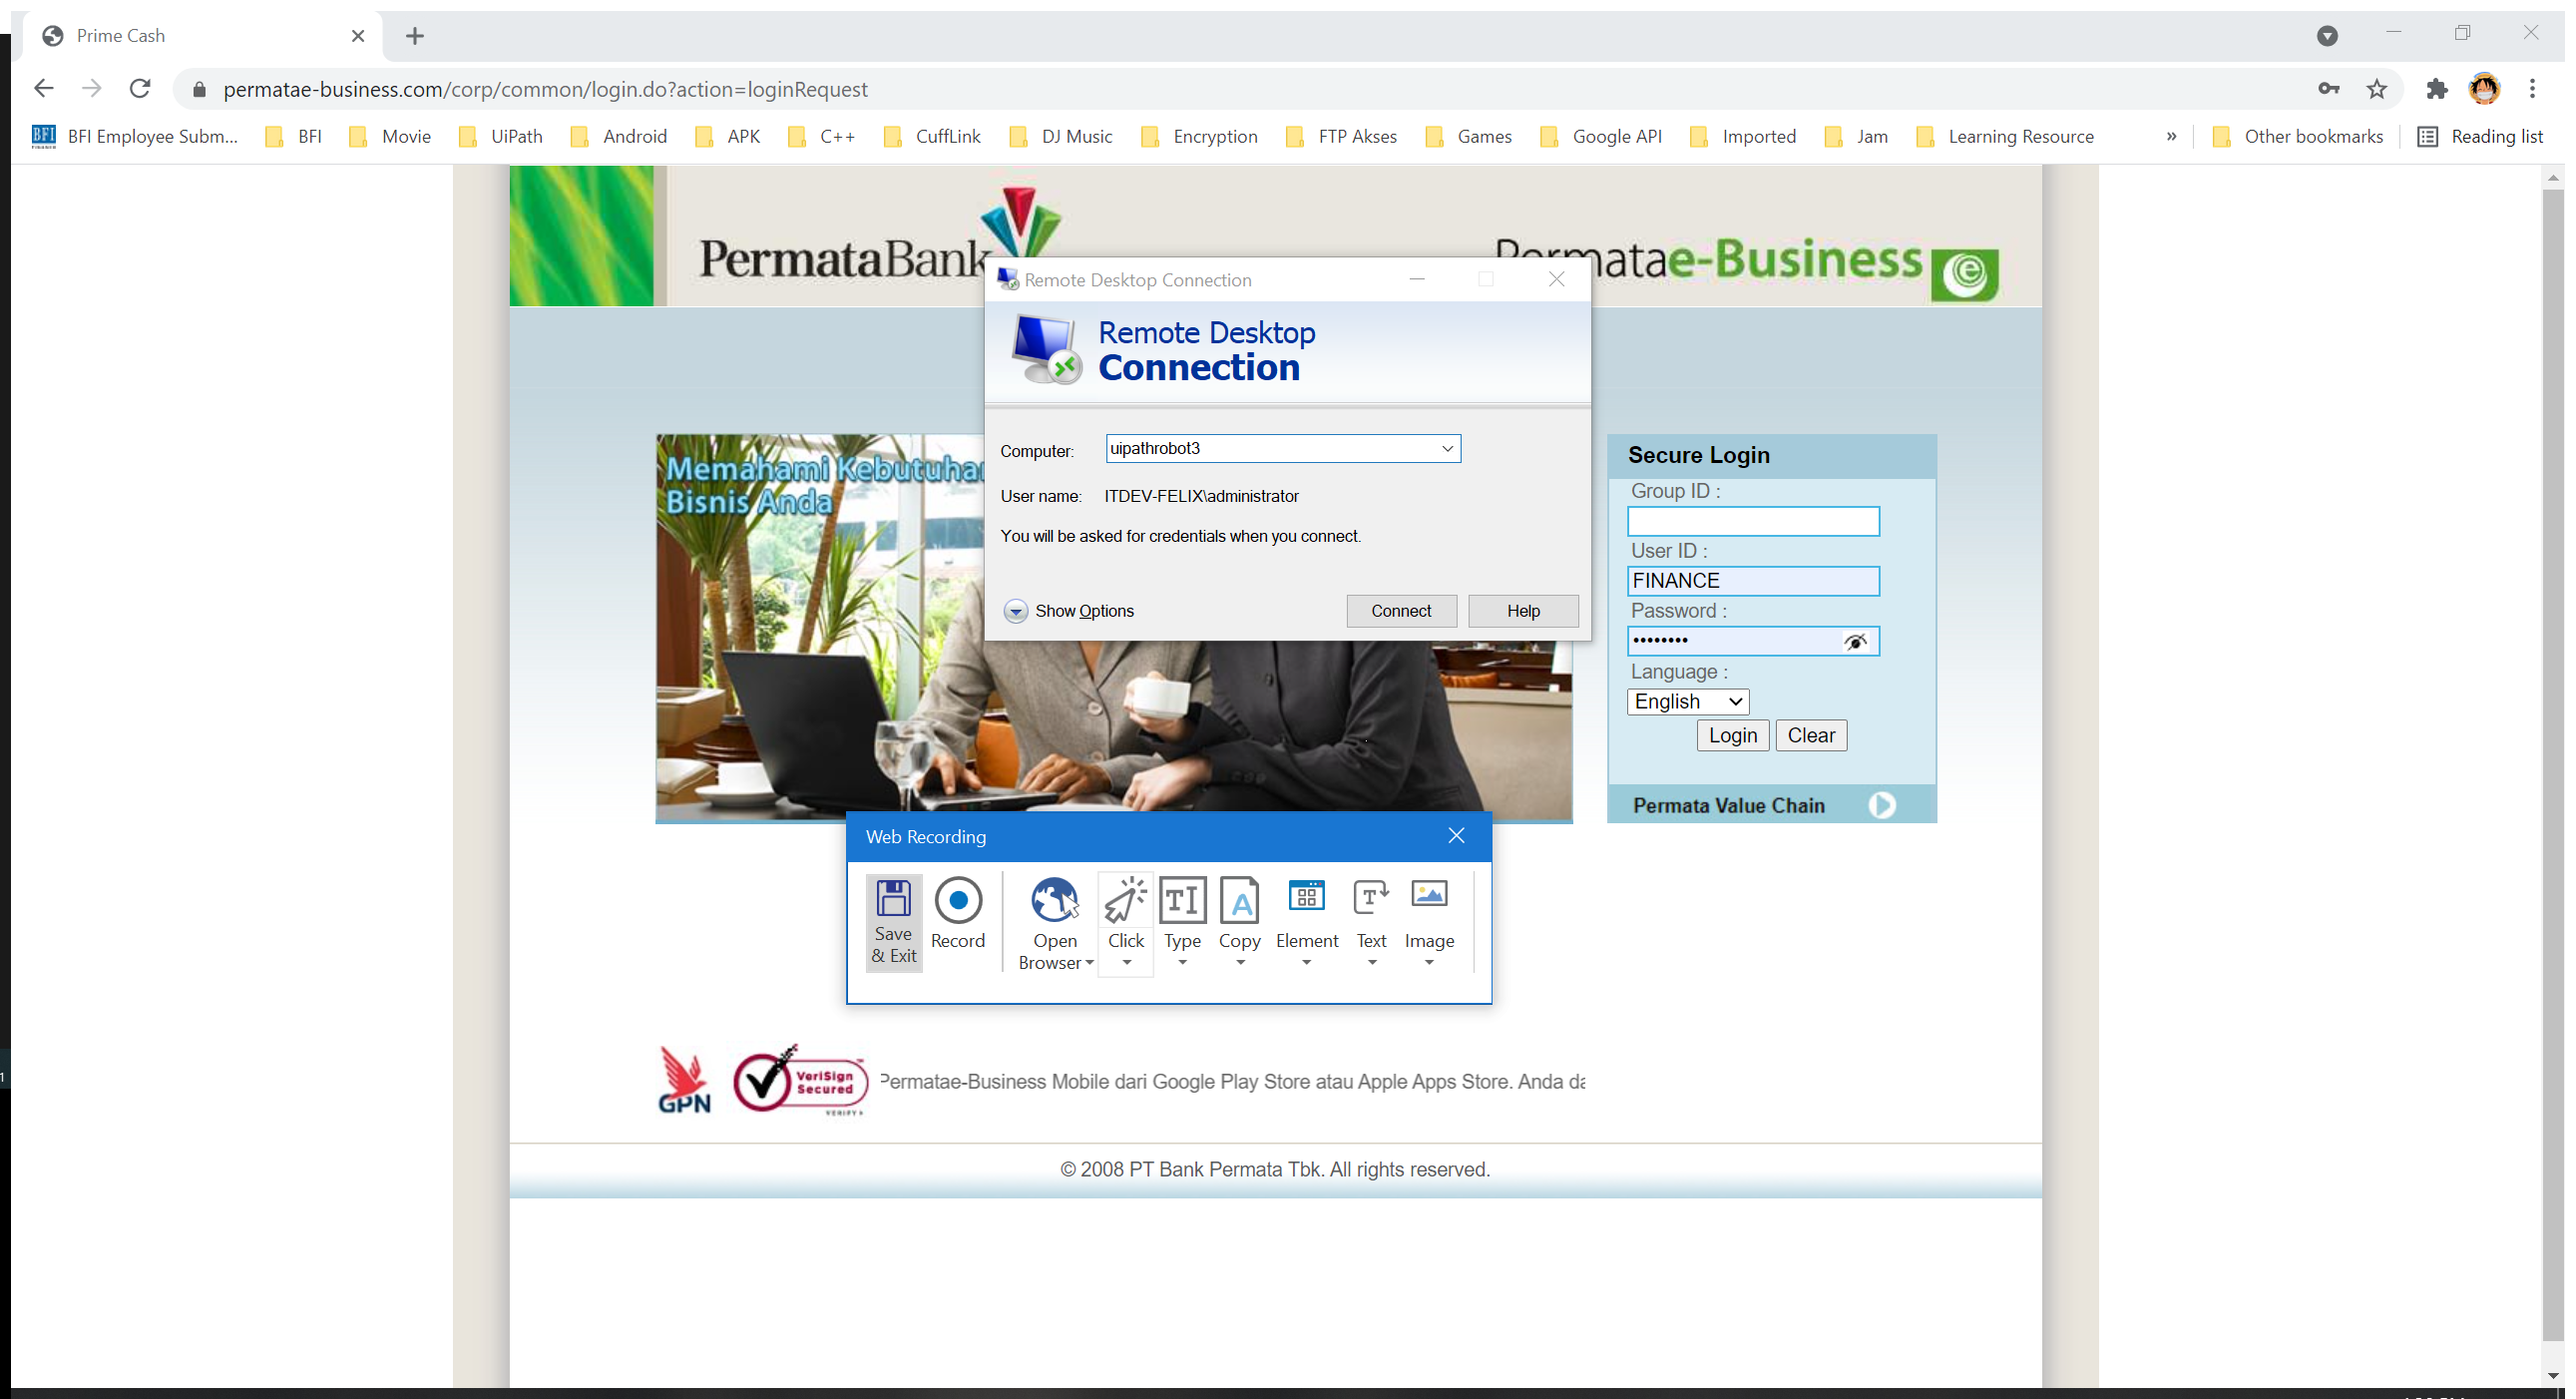 Prime Cash
permatae-business.com/corp/common/login.do?action=loginRequest
BFI BFI Employee Subm... BFI Movie UiPath Android APK C++ CuffLink DJ Music Encryption FTP Akses Games Google API Imported Jam Learning Resource » Other bookmarks Reading list
PermataBank
e-Business
Remote Desktop Connection
Remote Desktop
Connection
Computer: uipathrobot3
User name: ITDEV-FELIX\administrator
You will be asked for credentials when you connect.
Show Options Connect Help
Memahami Kebutuhan
Bisnis Anda
Secure Login
Group ID :
User ID :
FINANCE
Password :
••••••••
Language :
English
Login Clear
Permata Value Chain
Web Recording
Save & Exit
Record
Open Browser
Click
Type
Copy
Element
Text
Image
GPN
VeriSign
Secured
VERIFY
Permatae-Business Mobile dari Google Play Store atau Apple Apps Store. Anda
© 2008 PT Bank Permata Tbk. All rights reserved.
1